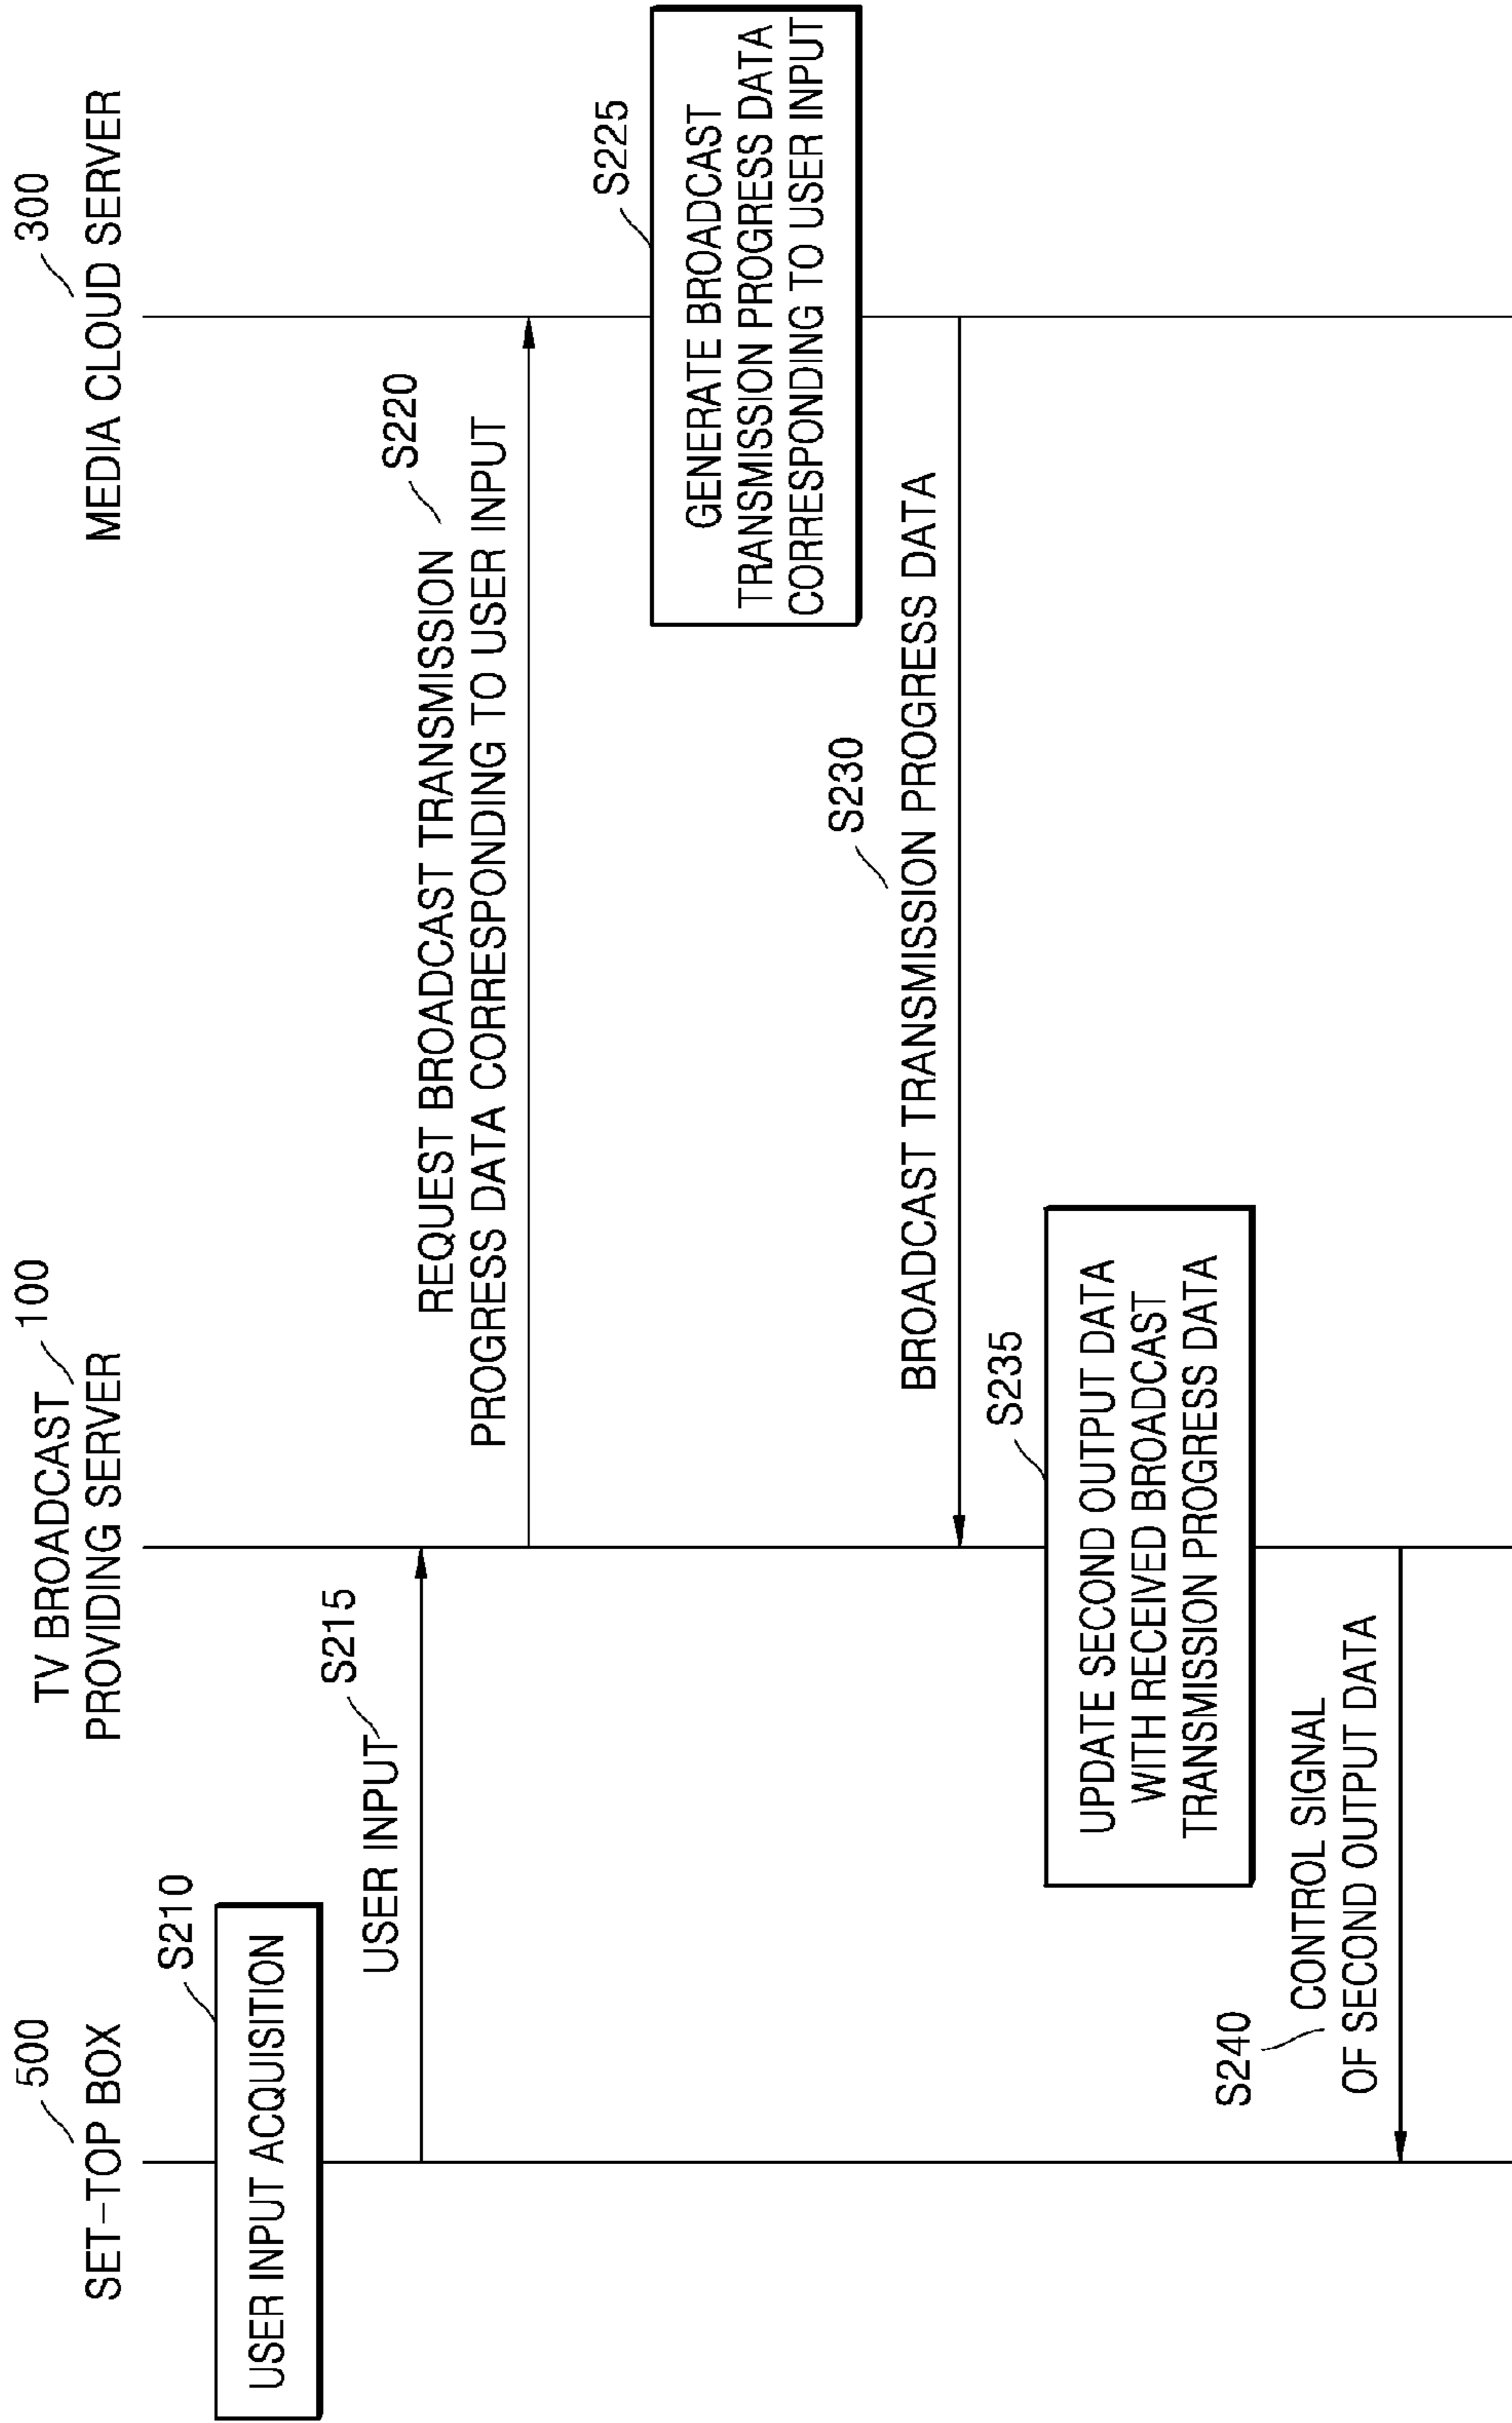 500
SET-TOP BOX
TV BROADCAST 100
PROVIDING SERVER
300
MEDIA CLOUD SERVER
S210
USER INPUT ACQUISITION
S215
USER INPUT
S220
REQUEST BROADCAST TRANSMISSION
PROGRESS DATA CORRESPONDING TO USER INPUT
S225
GENERATE BROADCAST
TRANSMISSION PROGRESS DATA
CORRESPONDING TO USER INPUT
S230
BROADCAST TRANSMISSION PROGRESS DATA
S235
UPDATE SECOND OUTPUT DATA
WITH RECEIVED BROADCAST
TRANSMISSION PROGRESS DATA
S240
CONTROL SIGNAL
OF SECOND OUTPUT DATA